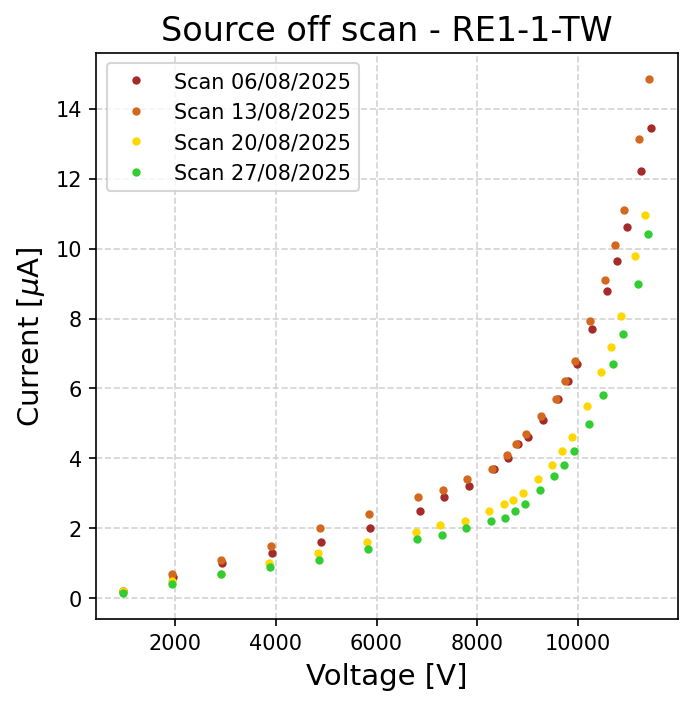 Source off scan - RE1-1-TW
Scan 06/08/2025
Scan 13/08/2025
Scan 20/08/2025
Scan 27/08/2025
14
12
10
8
6
4
2
0
Current [μA]
2000 4000 6000 8000 10000
Voltage [V]